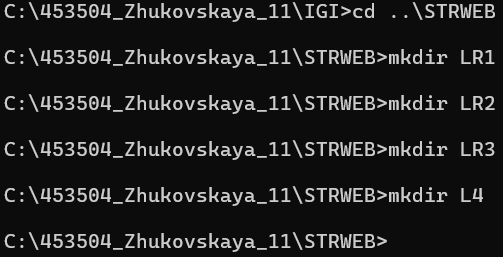 C:\453504_Zhukovskaya_11\IGI>cd ..\STRWEB
C:\453504_Zhukovskaya_11\STRWEB>mkdir LR1
C:\453504_Zhukovskaya_11\STRWEB>mkdir LR2
C:\453504_Zhukovskaya_11\STRWEB>mkdir LR3
C:\453504_Zhukovskaya_11\STRWEB>mkdir L4
C:\453504_Zhukovskaya_11\STRWEB>